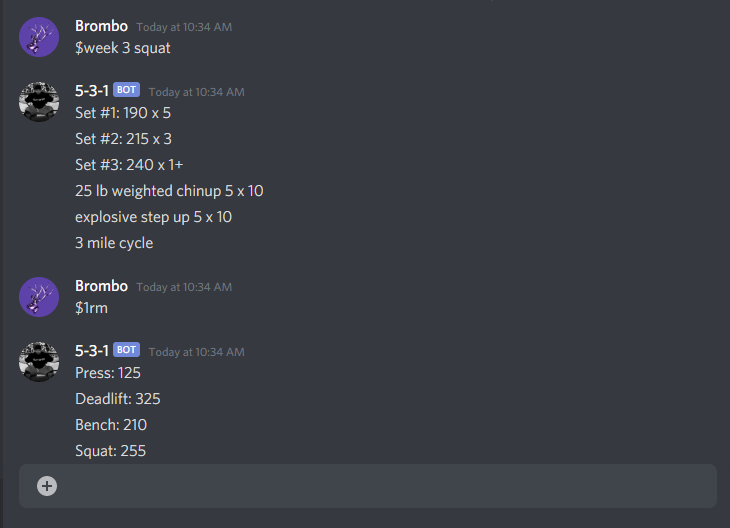 Brombo Today at 10:34 AM
$week 3 squat
5-3-1 BOT Today at 10:34 AM
Set #1: 190 x 5
Set #2: 215 x 3
Set #3: 240 x 1+
25 lb weighted chinup 5 x 10
explosive step up 5 x 10
3 mile cycle
Brombo Today at 10:34 AM
$1rm
5-3-1 BOT Today at 10:34 AM
Press: 125
Deadlift: 325
Bench: 210
Squat: 255